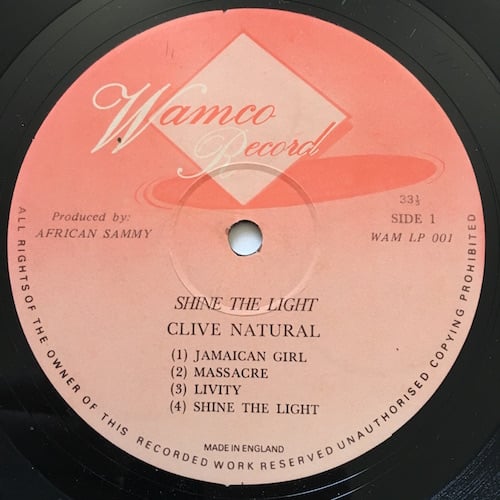 Wamco
Record
Produced by:
AFRICAN SAMMY
33⅓
SIDE 1
WAM LP 001
SHINE THE LIGHT
CLIVE NATURAL
(1) JAMAICAN GIRL
(2) MASSACRE
(3) LIVITY
(4) SHINE THE LIGHT
MADE IN ENGLAND
ALL RIGHTS OF THE OWNER OF THIS RECORDED WORK RESERVED UNAUTHORISED COPYING PROHIBITED